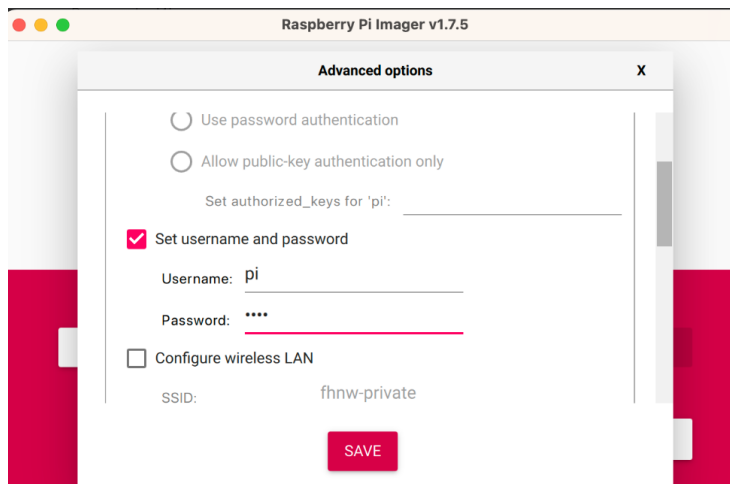 Raspberry Pi Imager v1.7.5
Advanced options X
Use password authentication
Allow public-key authentication only
Set authorized_keys for 'pi':
Set username and password
Username: pi
Password: ••••
Configure wireless LAN
SSID: fhnw-private
SAVE